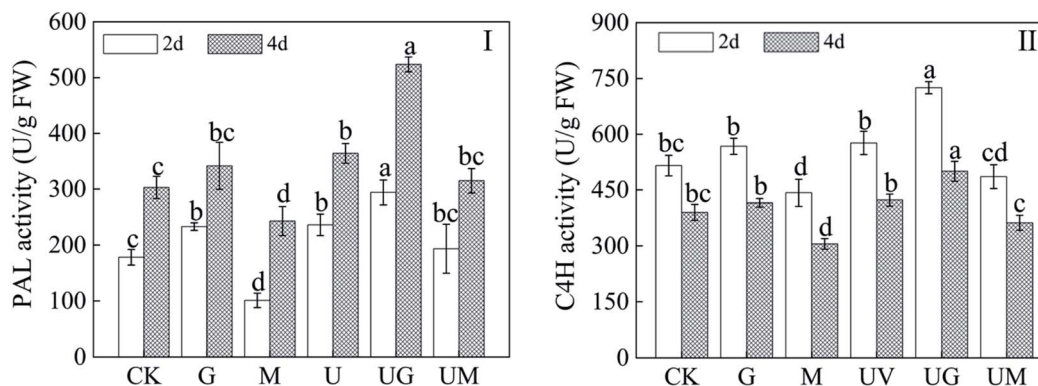 I
2d 4d
PAL activity (U/g FW)
600
500
400
300
200
100
0
c c b bc d d b b a a bc bc
CK G M U UG UM
II
2d 4d
C4H activity (U/g FW)
900
750
600
450
300
150
0
bc bc b b d d b b a a cd c
CK G M UV UG UM